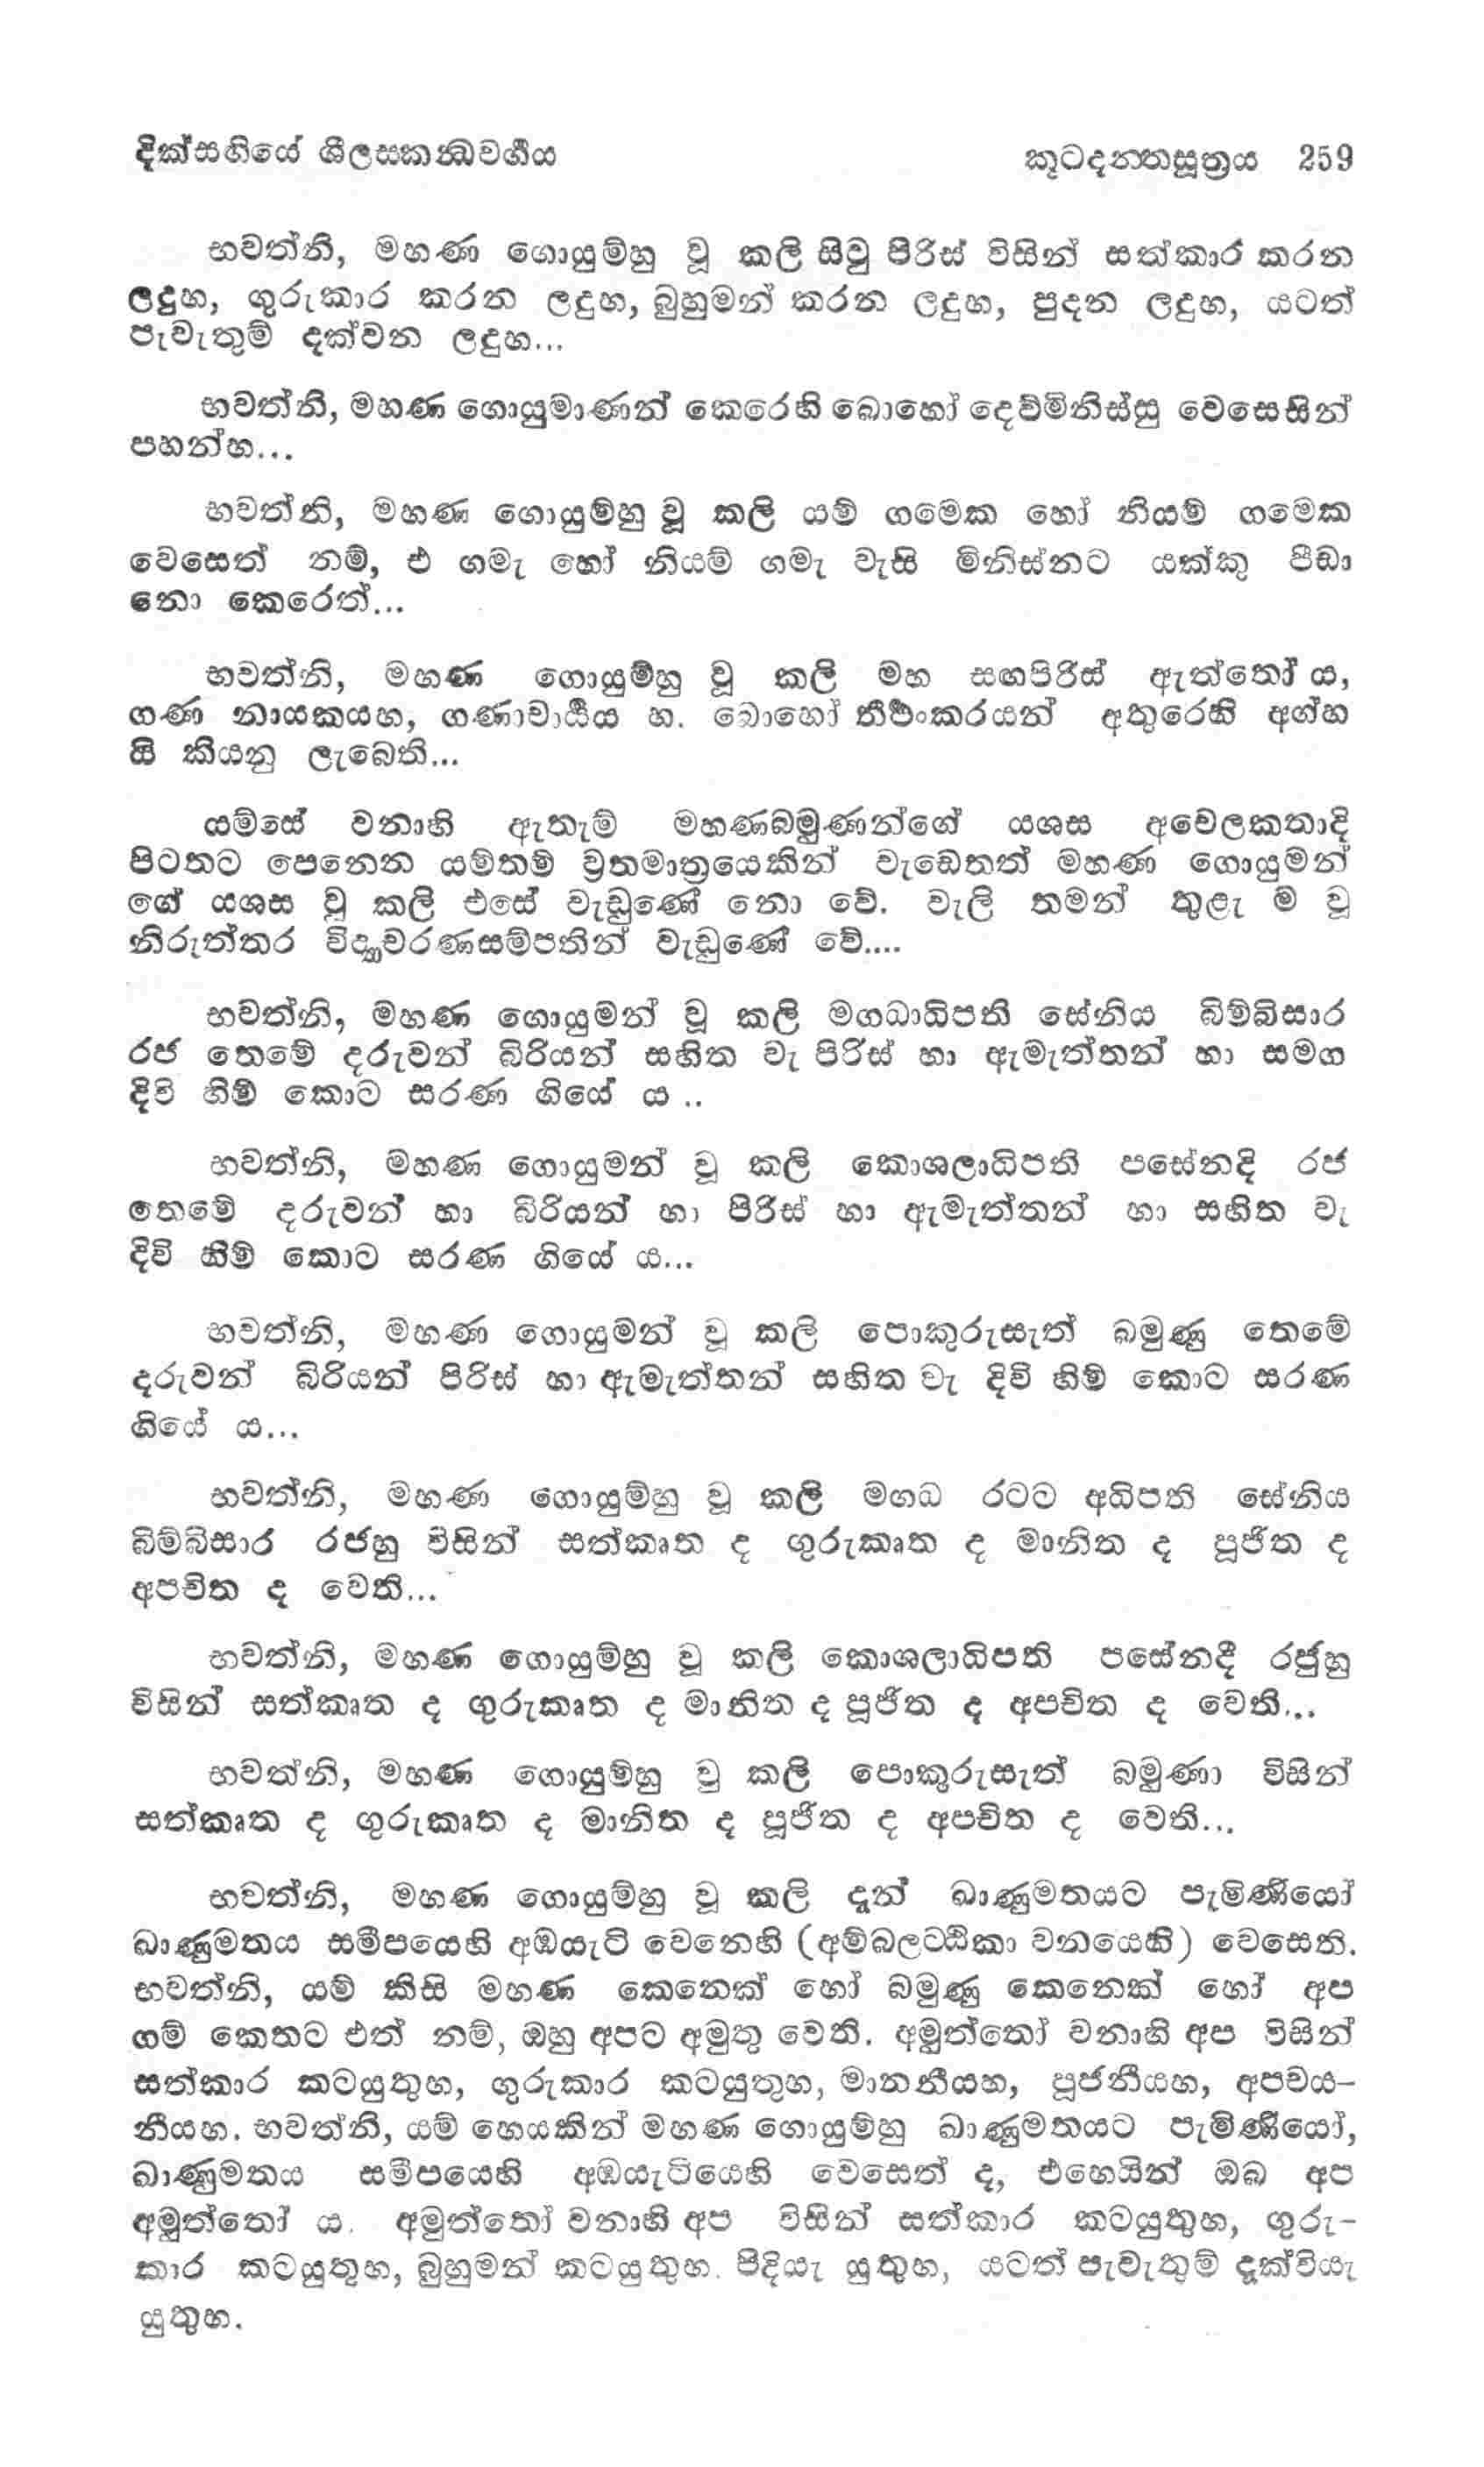 දික්සඟියේ ශීලසකන්‍ධවර්‍ගය
කූටදන්තසූත්‍රය 259
භවත්නි, මහණ ගොයුම්හු වූ කලි සිවු පිරිස් විසින් සත්කාර කරන
ලදුහ, ගුරුකාර කරන ලදුහ, බුහුමන් කරන ලදුහ, පුදන ලදුහ, යටත්
පැවැතුම් දක්වන ලදුහ...
භවත්නි, මහණ ගොයුමාණන් කෙරෙහි බොහෝ දෙව්මිනිස්සු වෙසෙසින්
පහන්හ...
භවත්නි, මහණ ගොයුම්හු වූ කලි යම් ගමෙක හෝ නියම් ගමෙක
වෙසෙත් නම්, එ ගමැ හෝ නියම් ගමැ වැසි මිනිස්නට යක්කු පීඩා
නො කෙරෙත්...
භවත්නි, මහණ ගොයුම්හු වූ කලි මහ සඟපිරිස් ඇත්තෝ ය,
ගණ නායකයහ, ගණාචාර්‍ය්‍ය හ. බොහෝ තීර්‍ත්‍ථංකරයන් අතුරෙහි අග්හ
යි කියනු ලැබෙති...
යම්සේ වනාහි ඇතැම් මහණබමුණන්ගේ යශස අචේලකතාදි
පිටතට පෙනෙන යම්තම් ව්‍රතමාත්‍රයෙකින් වැඩෙතත් මහණ ගොයුමන්
ගේ යශස වූ කලි එසේ වැඩුණේ නො වේ. වැලි තමන් තුළැ ම වූ
නිරුත්තර විද්‍යාචරණසම්පතින් වැඩුණේ වේ....
භවත්නි, මහණ ගොයුමන් වූ කලි මගධාධිපති සේනිය බිම්බිසාර
රජ තෙමේ දරුවන් බිරියන් සහිත වැ පිරිස් හා ඇමැත්තන් හා සමග
දිවි හිමි කොට සරණ ගියේ ය ..
භවත්නි, මහණ ගොයුමන් වූ කලි කොශලාධිපති පසේනදි රජ
තෙමේ දරුවන් හා බිරියන් හා පිරිස් හා ඇමැත්තන් හා සහිත වැ
දිවි හිමි කොට සරණ ගියේ ය...
භවත්නි, මහණ ගොයුමන් වූ කලි පොකුරුසැත් බමුණු තෙමේ
දරුවන් බිරියන් පිරිස් හා ඇමැත්තන් සහිත වැ දිවි හිමි කොට සරණ
ගියේ ය...
භවත්නි, මහණ ගොයුම්හු වූ කලි මගධ රටට අධිපති සේනිය
බිම්බිසාර රජහු විසින් සත්කෘත ද ගුරුකෘත ද මානිත ද පූජිත ද
අපචිත ද වෙති...
භවත්නි, මහණ ගොයුම්හු වූ කලි කොශලාධිපති පසේනදී රජුහු
විසින් සත්කෘත ද ගුරුකෘත ද මානිත ද පූජිත ද අපචිත ද වෙති...
භවත්නි, මහණ ගොයුම්හු වූ කලි පොකුරුසැත් බමුණා විසින්
සත්කෘත ද ගුරුකෘත ද මානිත ද පූජිත ද අපචිත ද වෙති...
භවත්නි, මහණ ගොයුම්හු වූ කලි දැන් ඛාණුමතයට පැමිණියෝ
ඛාණුමතය සමීපයෙහි අඹයැටි වෙනෙහි (අම්බලට්ඨිකා වනයෙහි) වෙසෙති.
භවත්නි, යම් කිසි මහණ කෙනෙක් හෝ බමුණු කෙනෙක් හෝ අප
ගම් කෙතට එත් නම්, ඔහු අපට අමුතු වෙති. අමුත්තෝ වනාහි අප විසින්
සත්කාර කටයුතුහ, ගුරුකාර කටයුතුහ, මානනීයහ, පූජනීයහ, අපචය-
නීයහ. භවත්නි, යම් හෙයකින් මහණ ගොයුම්හු ඛාණුමතයට පැමිණියෝ,
ඛාණුමතය සමීපයෙහි අඹයැටියෙහි වෙසෙත් ද, එහෙයින් ඔබ අප
අමුත්තෝ ය. අමුත්තෝ වනාහි අප විසින් සත්කාර කටයුතුහ, ගුරු-
කාර කටයුතුහ, බුහුමන් කටයුතුහ. පිදියැ යුතුහ, යටත් පැවැතුම් දැක්වියැ
යුතුහ.